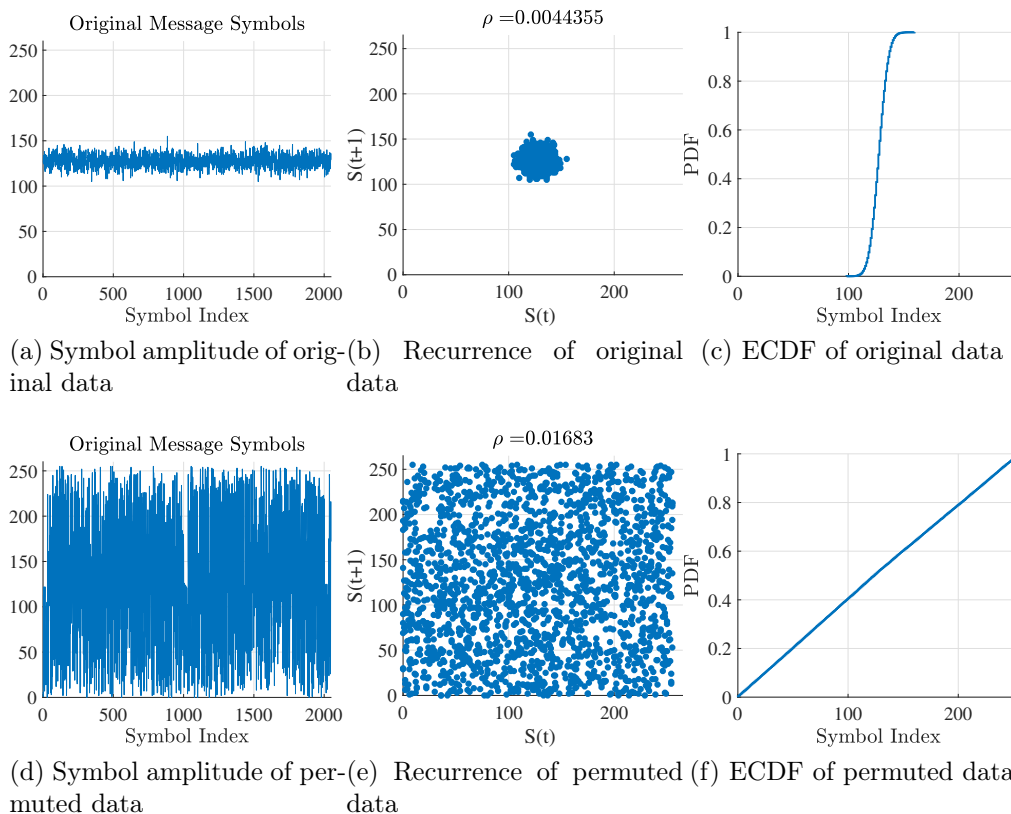 Original Message Symbols
250
200
150
100
50
0
0 500 1000 1500 2000
Symbol Index
(a) Symbol amplitude of orig-
inal data
ρ =0.0044355
S(t+1)
250
200
150
100
50
0
0 100 200
S(t)
(b) Recurrence of original
data
PDF
1
0.8
0.6
0.4
0.2
0
0 100 200
Symbol Index
(c) ECDF of original data
Original Message Symbols
250
200
150
100
50
0
0 500 1000 1500 2000
Symbol Index
(d) Symbol amplitude of per-
muted data
ρ =0.01683
S(t+1)
250
200
150
100
50
0
0 100 200
S(t)
(e) Recurrence of permuted
data
PDF
1
0.8
0.6
0.4
0.2
0
0 100 200
Symbol Index
(f) ECDF of permuted data